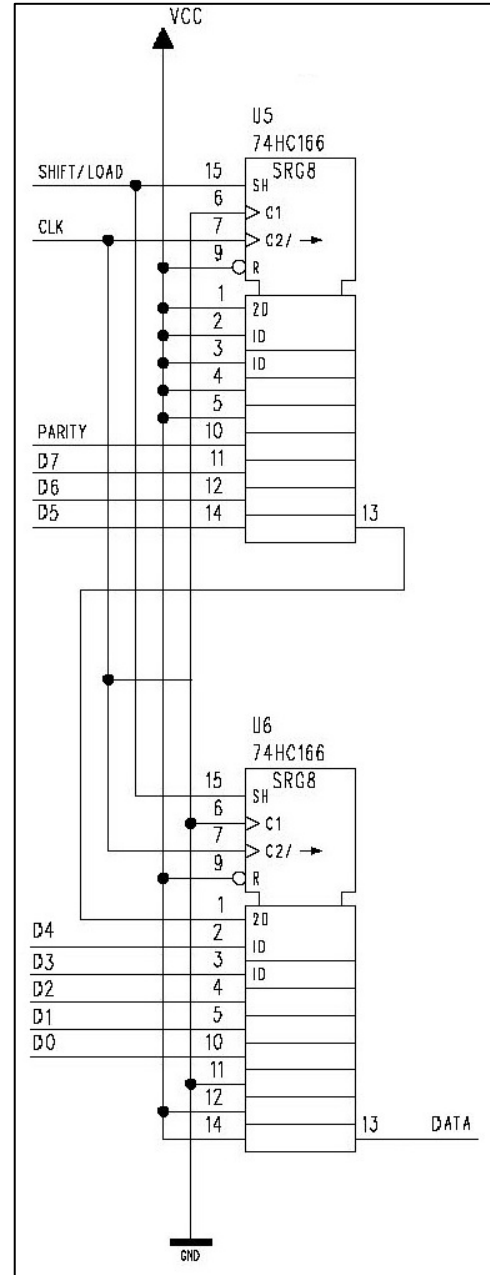 VCC
U5
74HC166
SRG8
SHIFT/LOAD 15 SH
6 C1
CLK 7 C2/
9 R
1 2D
2 1D
3 1D
4
5
PARITY 10
D7 11
D6 12
D5 14 13
U6
74HC166
SRG8
15 SH
6 C1
7 C2/
9 R
1 2D
D4 2 1D
D3 3 1D
D2 4
D1 5
D0 10
11
12
14 13 DATA
GND